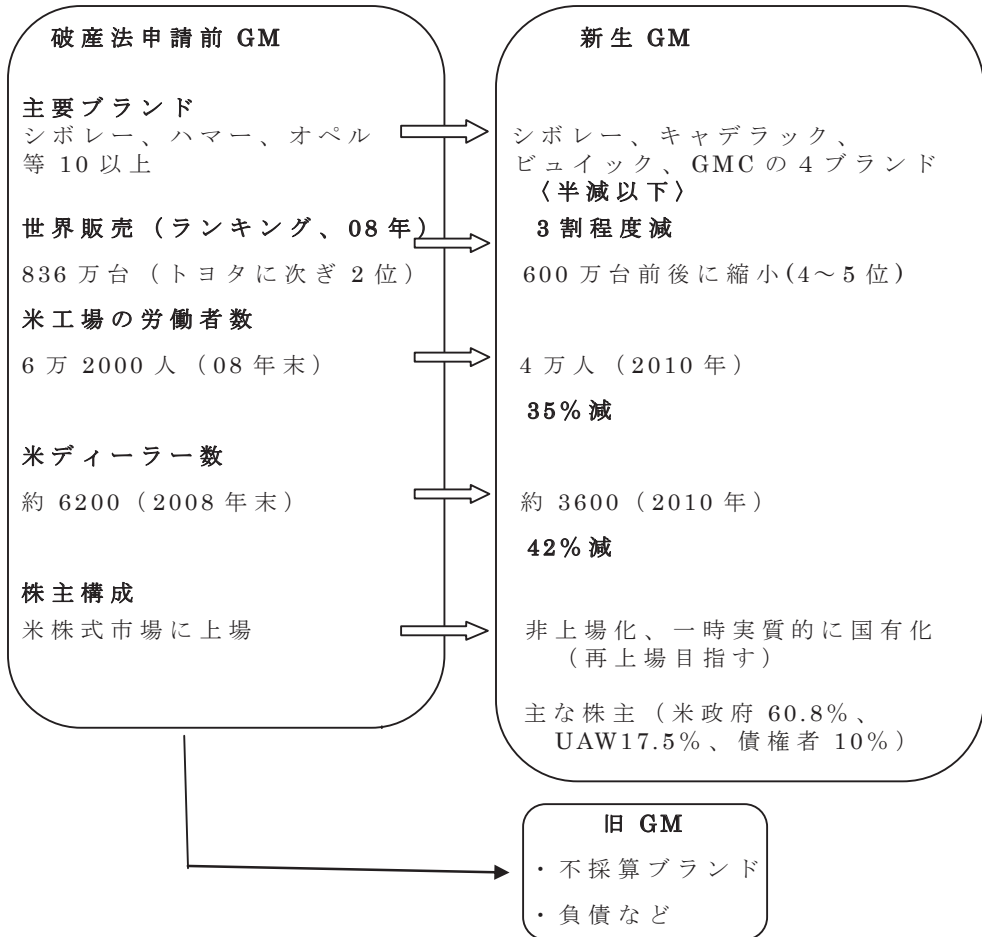 破産法申請前 GM
主要ブランド
シボレー、ハマー、オペル
等 10 以上
世界販売（ランキング、08 年）
836 万台（トヨタに次ぎ 2 位）
米工場の労働者数
6 万 2000 人（08 年末）
米ディーラー数
約 6200（2008 年末）
株主構成
米株式市場に上場
新生 GM
シボレー、キャデラック、
ビュイック、GMC の 4 ブランド
〈半減以下〉
3 割程度減
600 万台前後に縮小(4～5 位)
4 万人（2010 年）
35%減
約 3600（2010 年）
42%減
非上場化、一時実質的に国有化
（再上場目指す）
主な株主（米政府 60.8%、
UAW17.5%、債権者 10%）
旧 GM
・不採算ブランド
・負債など